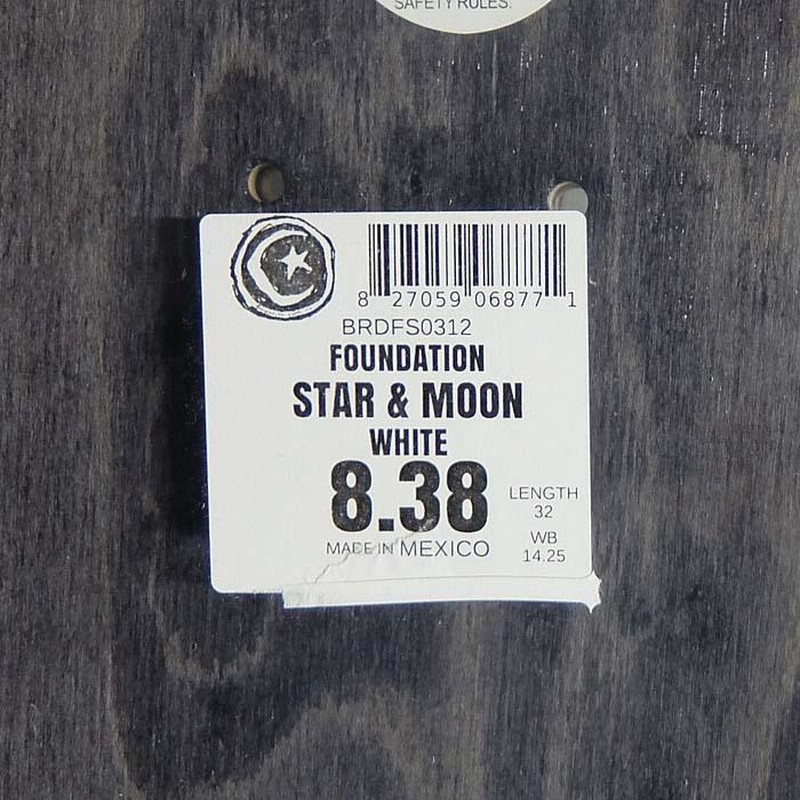 SAFETY RULES.
8 27059 06877 1
BRDFS0312
FOUNDATION
STAR & MOON
WHITE
8.38
LENGTH
32
WB
14.25
MADE IN MEXICO